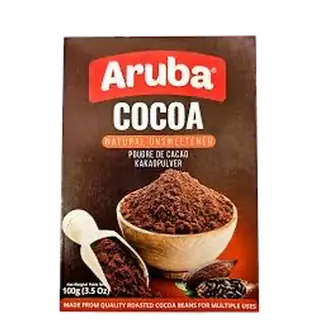 Aruba®
COCOA
NATURAL UNSWEETENED
POUDRE DE CACAO
KAKAOPULVER
100g (3.5 Oz)
MADE FROM QUALITY ROASTED COCOA BEANS FOR MULTIPLE USES